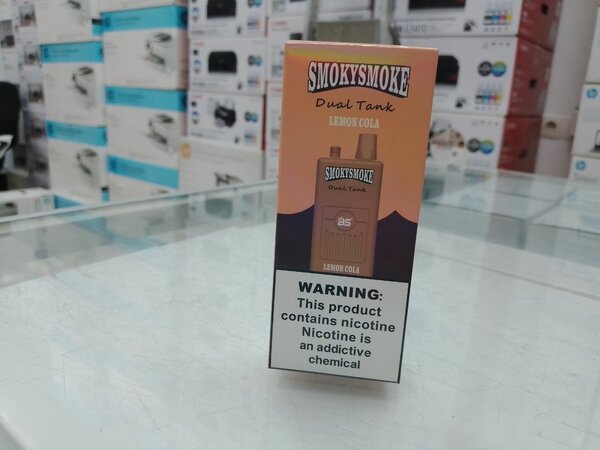 SMOKYSMOKE
Dual Tank
LEMON COLA
SMOKYSMOKE
Dual Tank
BS
LEMON COLA
WARNING:
This product
contains nicotine
Nicotine is
an addictive
chemical